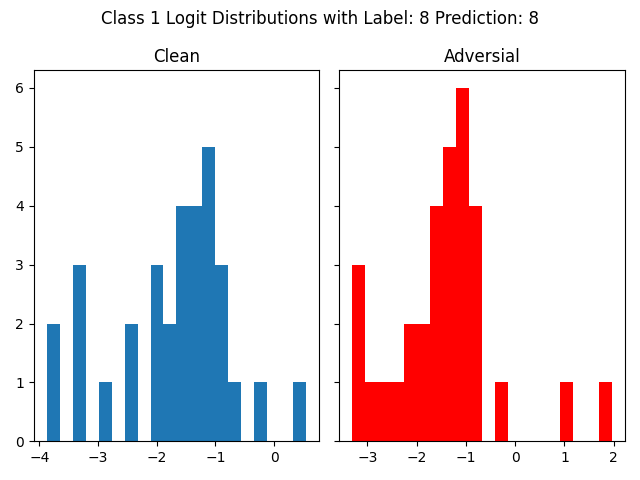 Class 1 Logit Distributions with Label: 8 Prediction: 8
Clean
Adversial
6
5
4
3
2
1
0
−4 −3 −2 −1 0
−3 −2 −1 0 1 2